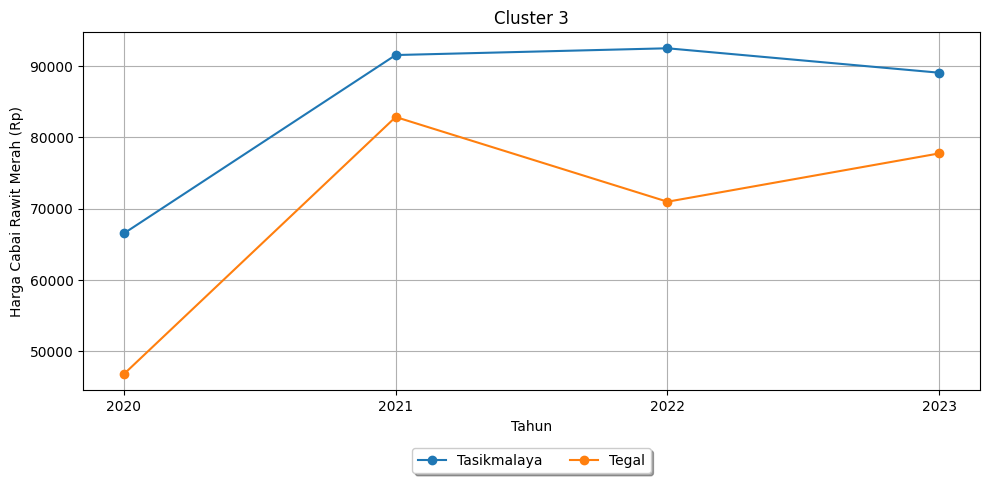 Cluster 3
Harga Cabai Rawit Merah (Rp)
90000
80000
70000
60000
50000
2020 2021 2022 2023
Tahun
Tasikmalaya Tegal